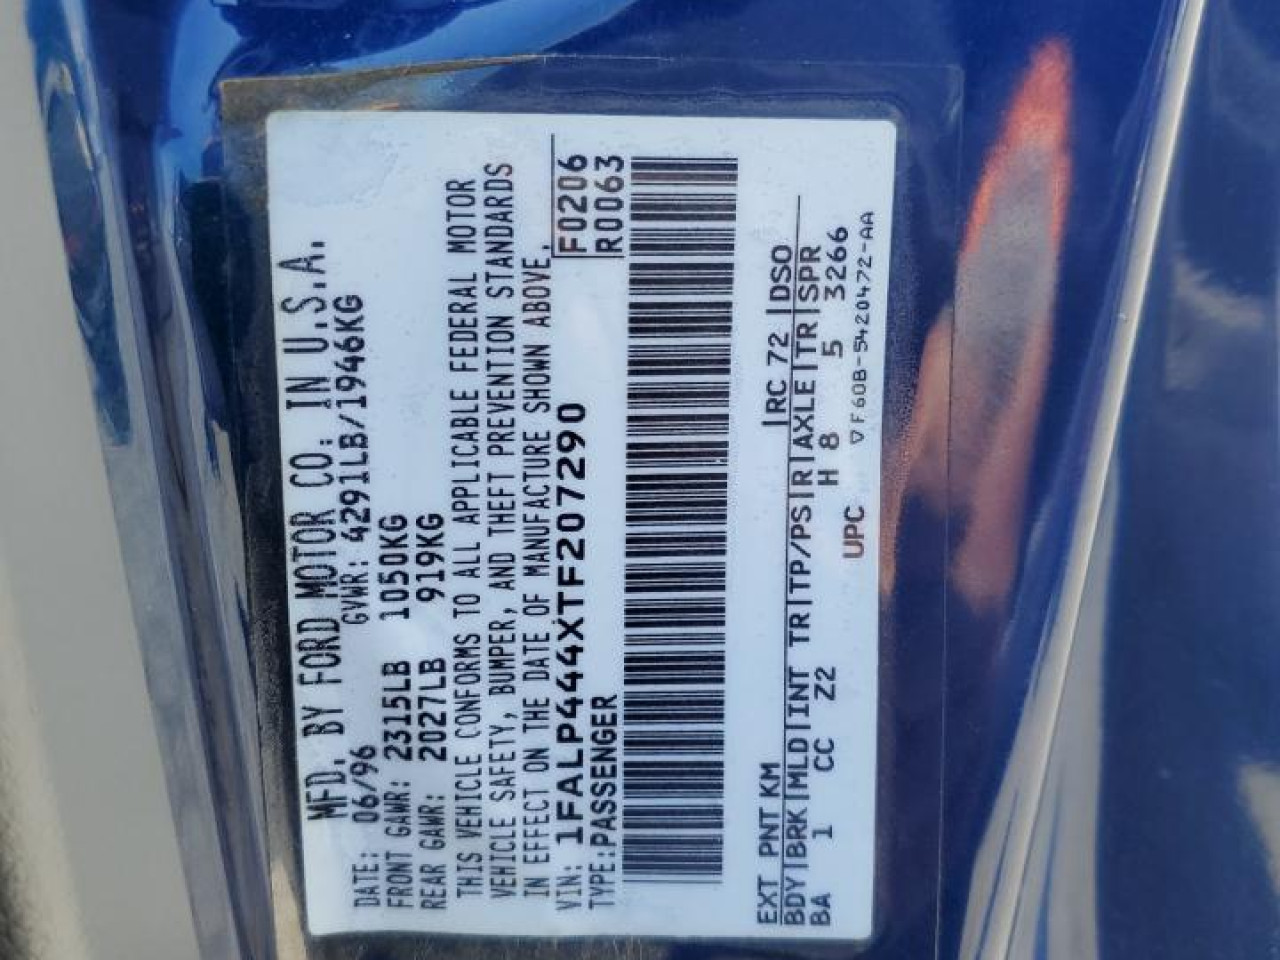 MFD. BY FORD MOTOR CO. IN U.S.A.
DATE: 06/96 GVWR: 4291LB/1946KG
FRONT GAWR: 2315LB 1050KG
REAR GAWR: 2027LB 919KG
THIS VEHICLE CONFORMS TO ALL APPLICABLE FEDERAL MOTOR
VEHICLE SAFETY, BUMPER, AND THEFT PREVENTION STANDARDS
IN EFFECT ON THE DATE OF MANUFACTURE SHOWN ABOVE.
VIN: 1FALP444XTF207290 F0206
TYPE: PASSENGER R0063
EXT PNT KM RC 72 DSO
BDY BRK MLD INT TR TP/PS R AXLE TR SPR
BA 1 CC Z2 H 8 5 3266
UPC ▽F60B-5420472-AA